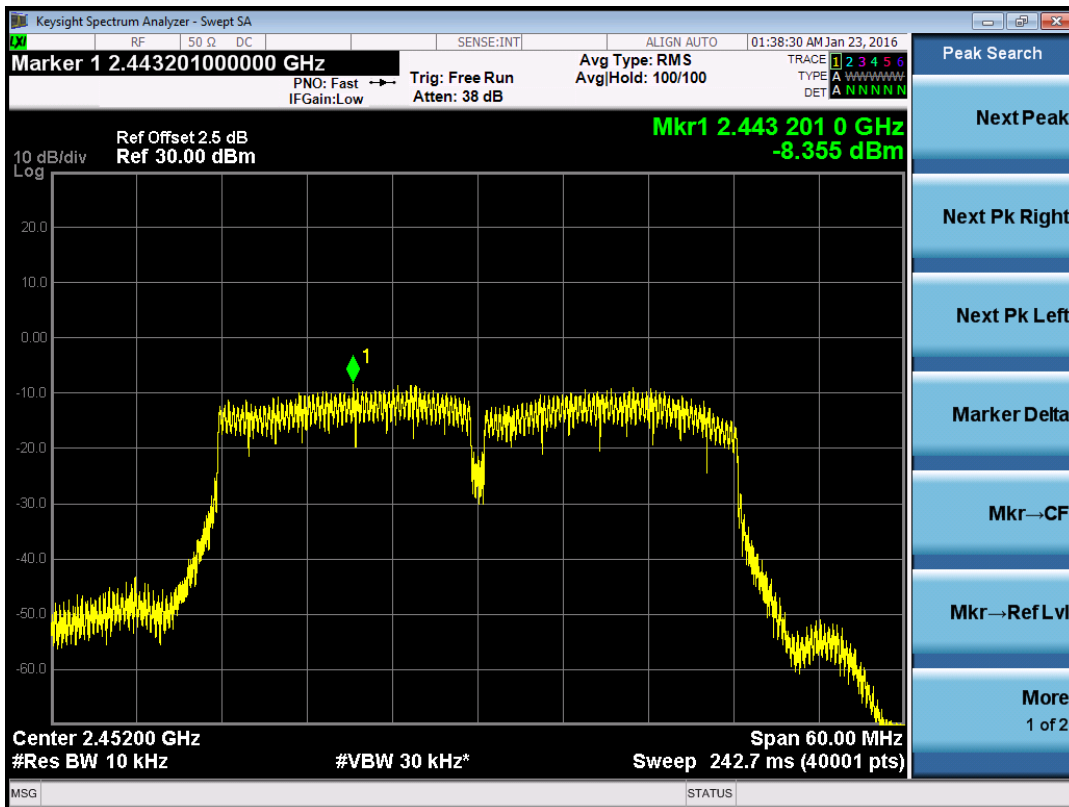 Keysight Spectrum Analyzer - Swept SA
LXI RF 50 Ω DC SENSE:INT ALIGN AUTO 01:38:30 AM Jan 23, 2016
Marker 1 2.443201000000 GHz
PNO: Fast
IFGain:Low
Trig: Free Run
Atten: 38 dB
Avg Type: RMS
Avg|Hold: 100/100
TRACE 1 2 3 4 5 6
TYPE A WWWWW
DET A N N N N N
Ref Offset 2.5 dB
10 dB/div Ref 30.00 dBm
Log
Mkr1 2.443 201 0 GHz
-8.355 dBm
20.0
10.0
0.00
-10.0
-20.0
-30.0
-40.0
-50.0
-60.0
1
Center 2.45200 GHz
Span 60.00 MHz
#Res BW 10 kHz
#VBW 30 kHz*
Sweep 242.7 ms (40001 pts)
MSG
STATUS
Peak Search
Next Peak
Next Pk Right
Next Pk Left
Marker Delta
Mkr→CF
Mkr→Ref Lvl
More
1 of 2